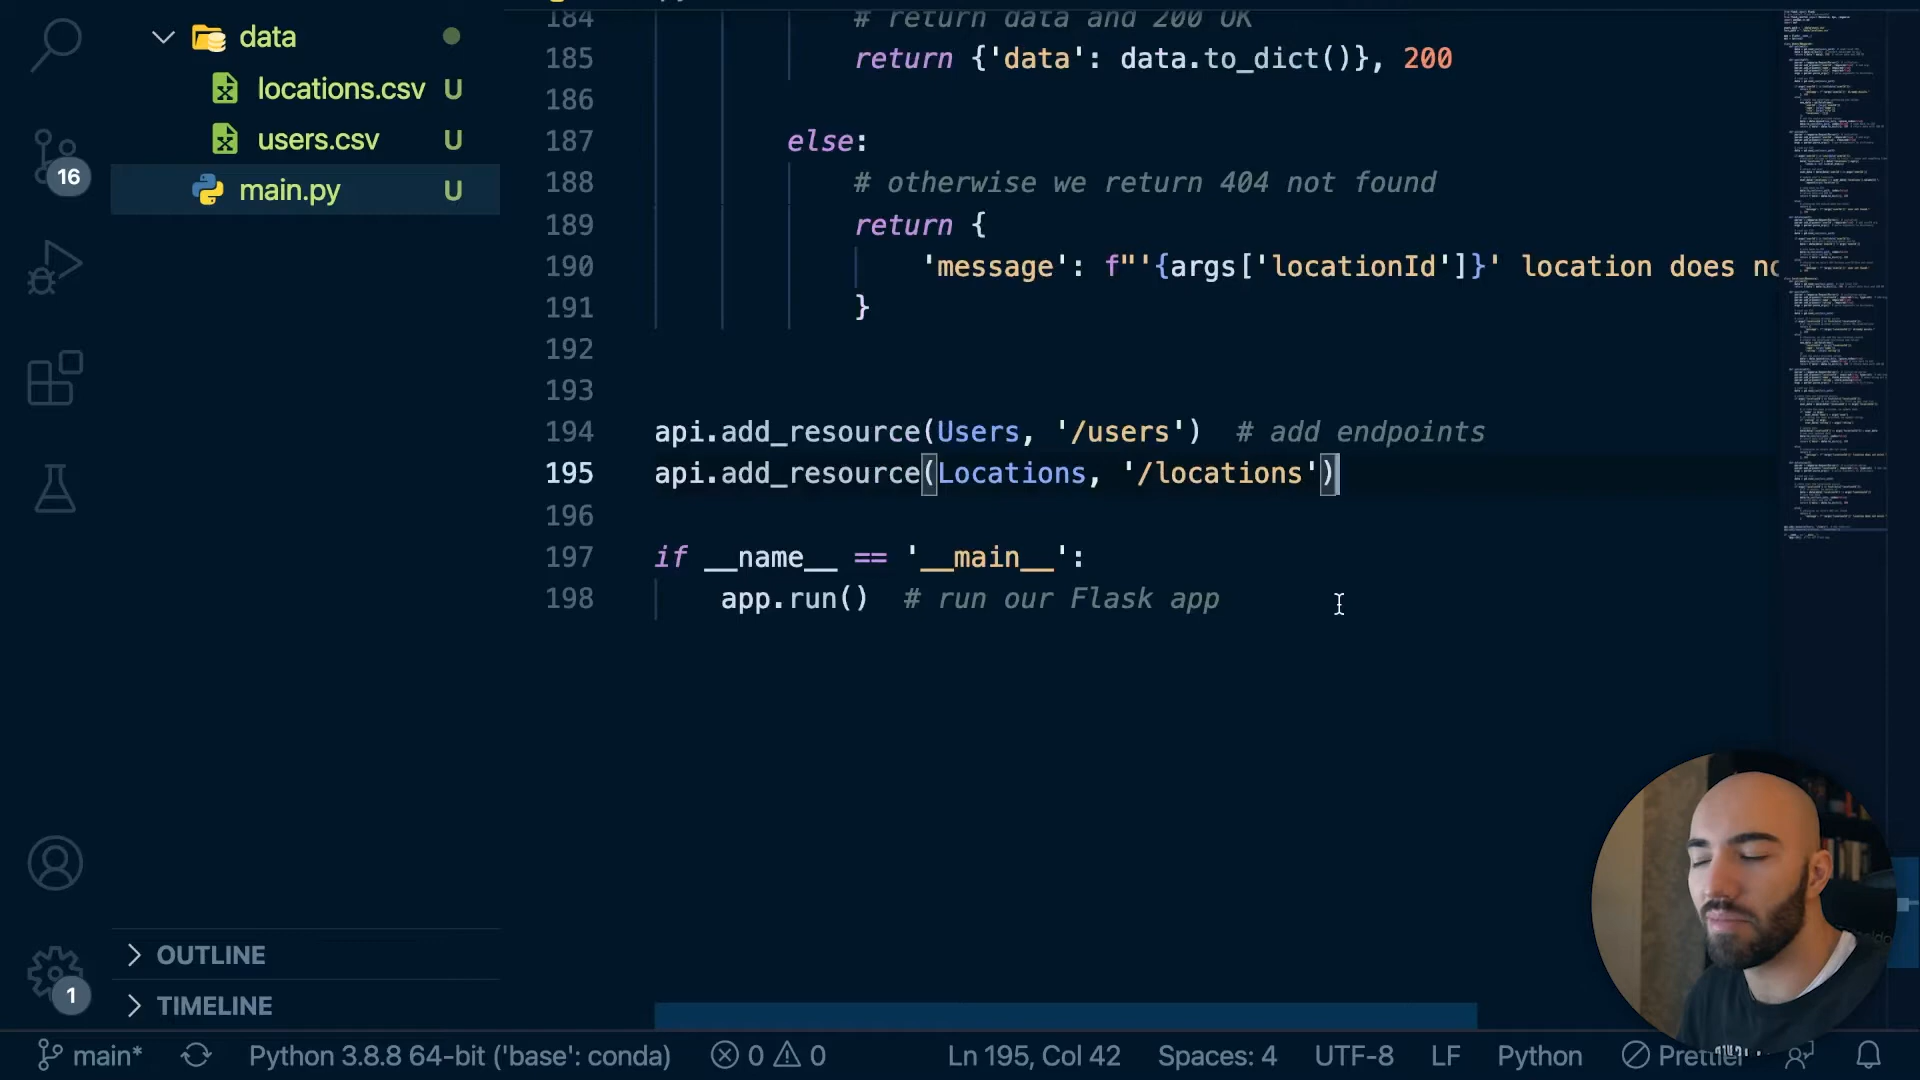 data
locations.csv U
users.csv U
16
main.py U
184 # return data and 200 OK
185 return {'data': data.to_dict()}, 200
186
187 else:
188 # otherwise we return 404 not found
189 return {
190 'message': f"'{args['locationId']}' location does no
191 }
192
193
194 api.add_resource(Users, '/users') # add endpoints
195 api.add_resource(Locations, '/locations')
196
197 if __name__ == '__main__':
198 app.run() # run our Flask app
OUTLINE
1
TIMELINE
main* Python 3.8.8 64-bit ('base': conda) 0 0 Ln 195, Col 42 Spaces: 4 UTF-8 LF Python Prettier